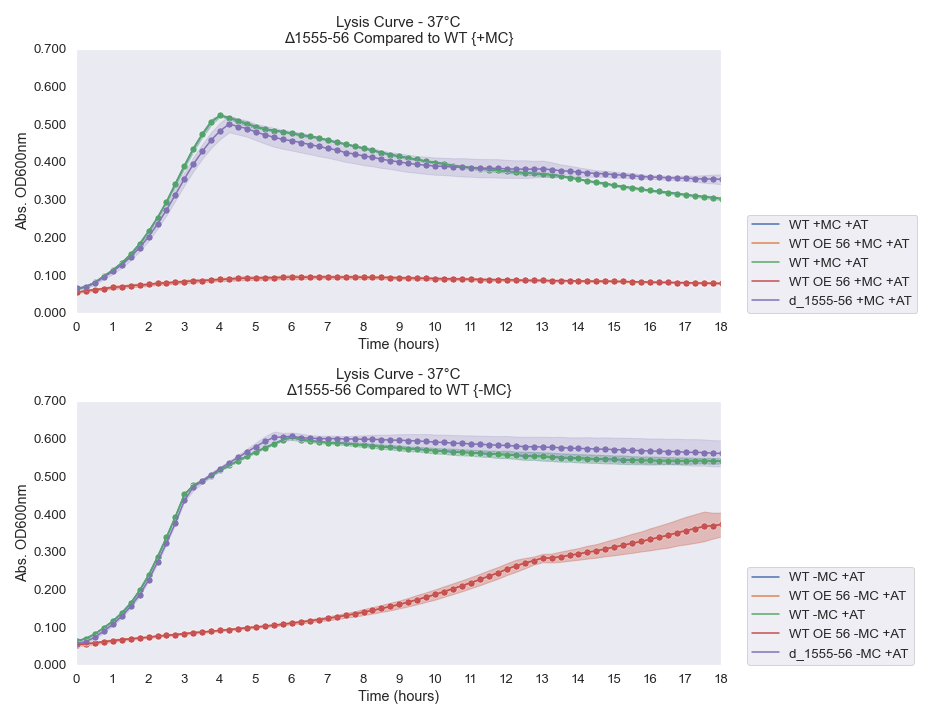 Lysis Curve - 37°C
Δ1555-56 Compared to WT {+MC}
0.700
0.600
0.500
0.400
0.300
0.200
0.100
0.000
Abs. OD600nm
0 1 2 3 4 5 6 7 8 9 10 11 12 13 14 15 16 17 18
Time (hours)
WT +MC +AT
WT OE 56 +MC +AT
WT +MC +AT
WT OE 56 +MC +AT
d_1555-56 +MC +AT
Lysis Curve - 37°C
Δ1555-56 Compared to WT {-MC}
0.700
0.600
0.500
0.400
0.300
0.200
0.100
0.000
Abs. OD600nm
0 1 2 3 4 5 6 7 8 9 10 11 12 13 14 15 16 17 18
Time (hours)
WT -MC +AT
WT OE 56 -MC +AT
WT -MC +AT
WT OE 56 -MC +AT
d_1555-56 -MC +AT